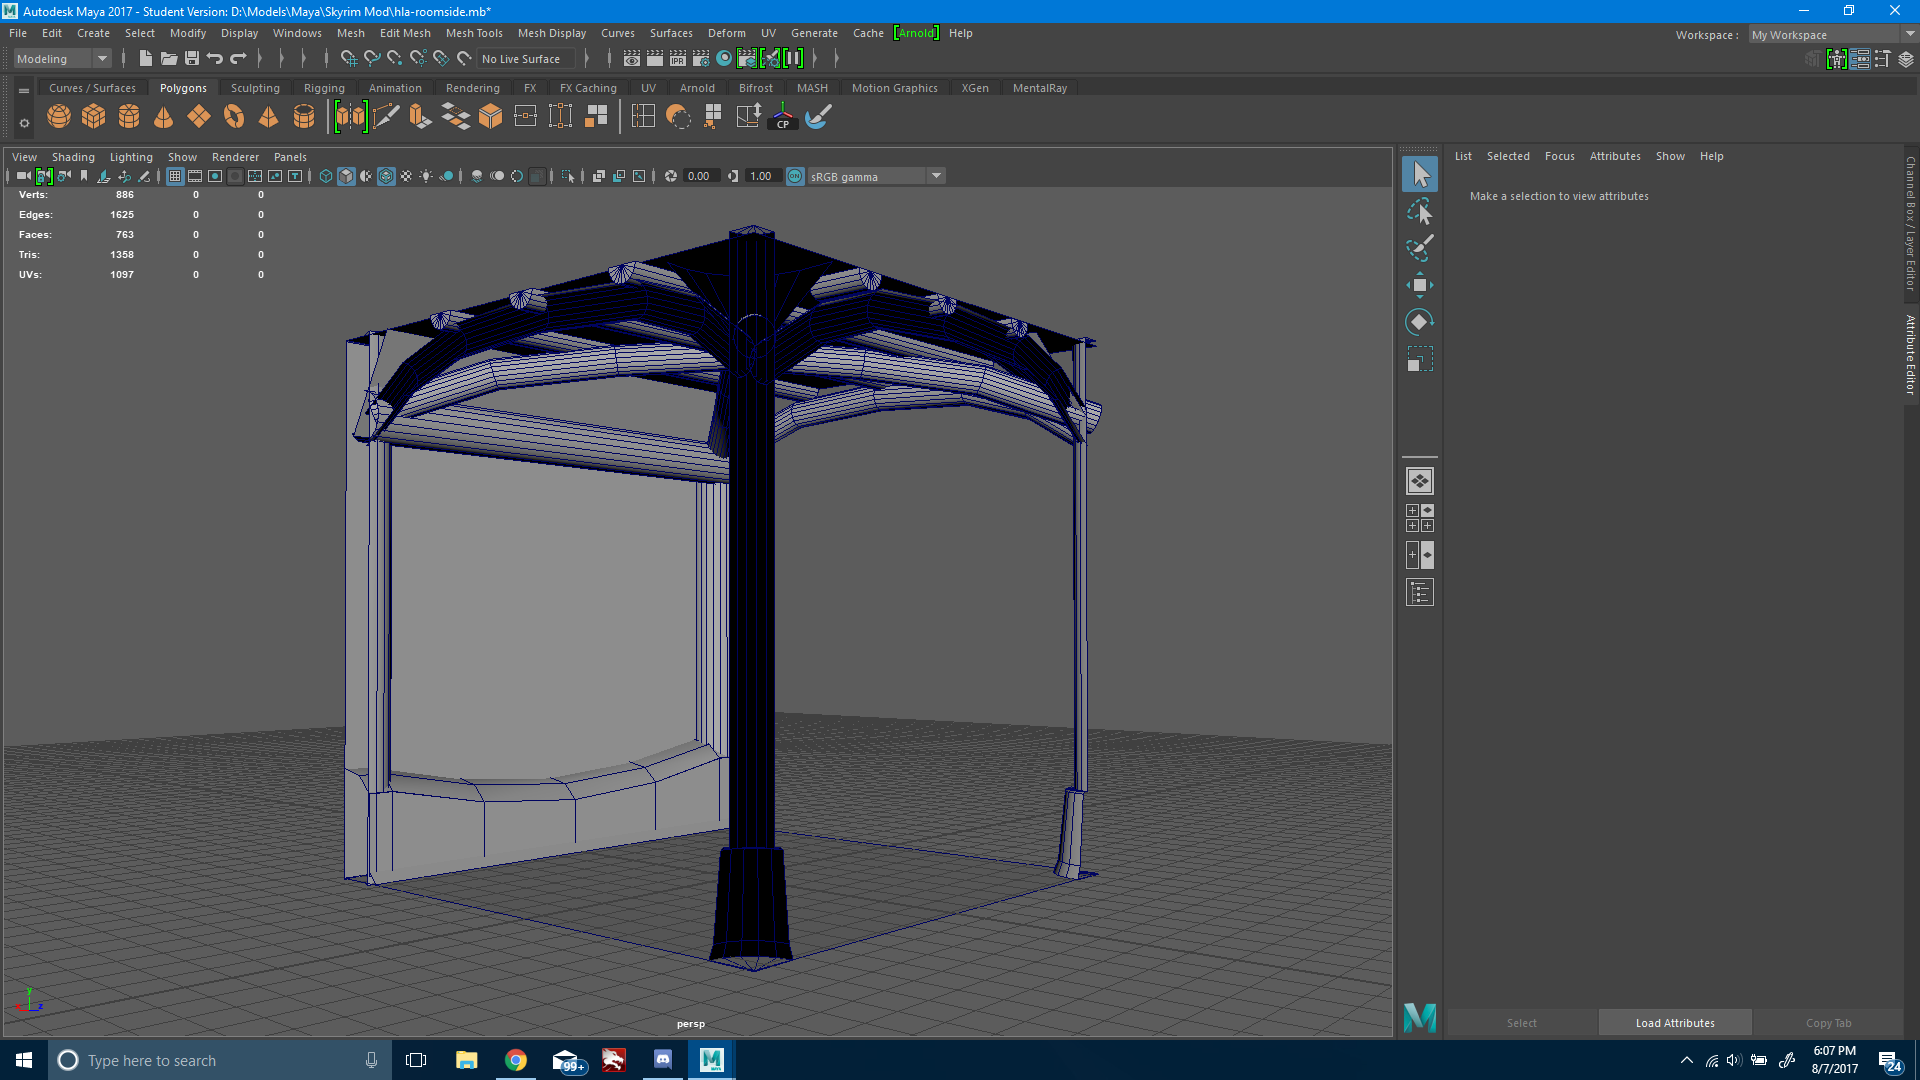 Autodesk Maya 2017 - Student Version: D:\Models\Maya\Skyrim Mod\hla-roomside.mb*
File Edit Create Select Modify Display Windows Mesh Edit Mesh Mesh Tools Mesh Display Curves Surfaces Deform UV Generate Cache [Arnold] Help
Workspace : My Workspace
Modeling
No Live Surface
IPR
Curves / Surfaces Polygons Sculpting Rigging Animation Rendering FX FX Caching UV Arnold Bifrost MASH Motion Graphics XGen MentalRay
CP
View Shading Lighting Show Renderer Panels
0.00 1.00 ON sRGB gamma
Verts: 886 0 0
Edges: 1625 0 0
Faces: 763 0 0
Tris: 1358 0 0
UVs: 1097 0 0
persp
y
x z
List Selected Focus Attributes Show Help
Make a selection to view attributes
Channel Box / Layer Editor
Attribute Editor
Select Load Attributes Copy Tab
Type here to search
99+
6:07 PM
8/7/2017
24